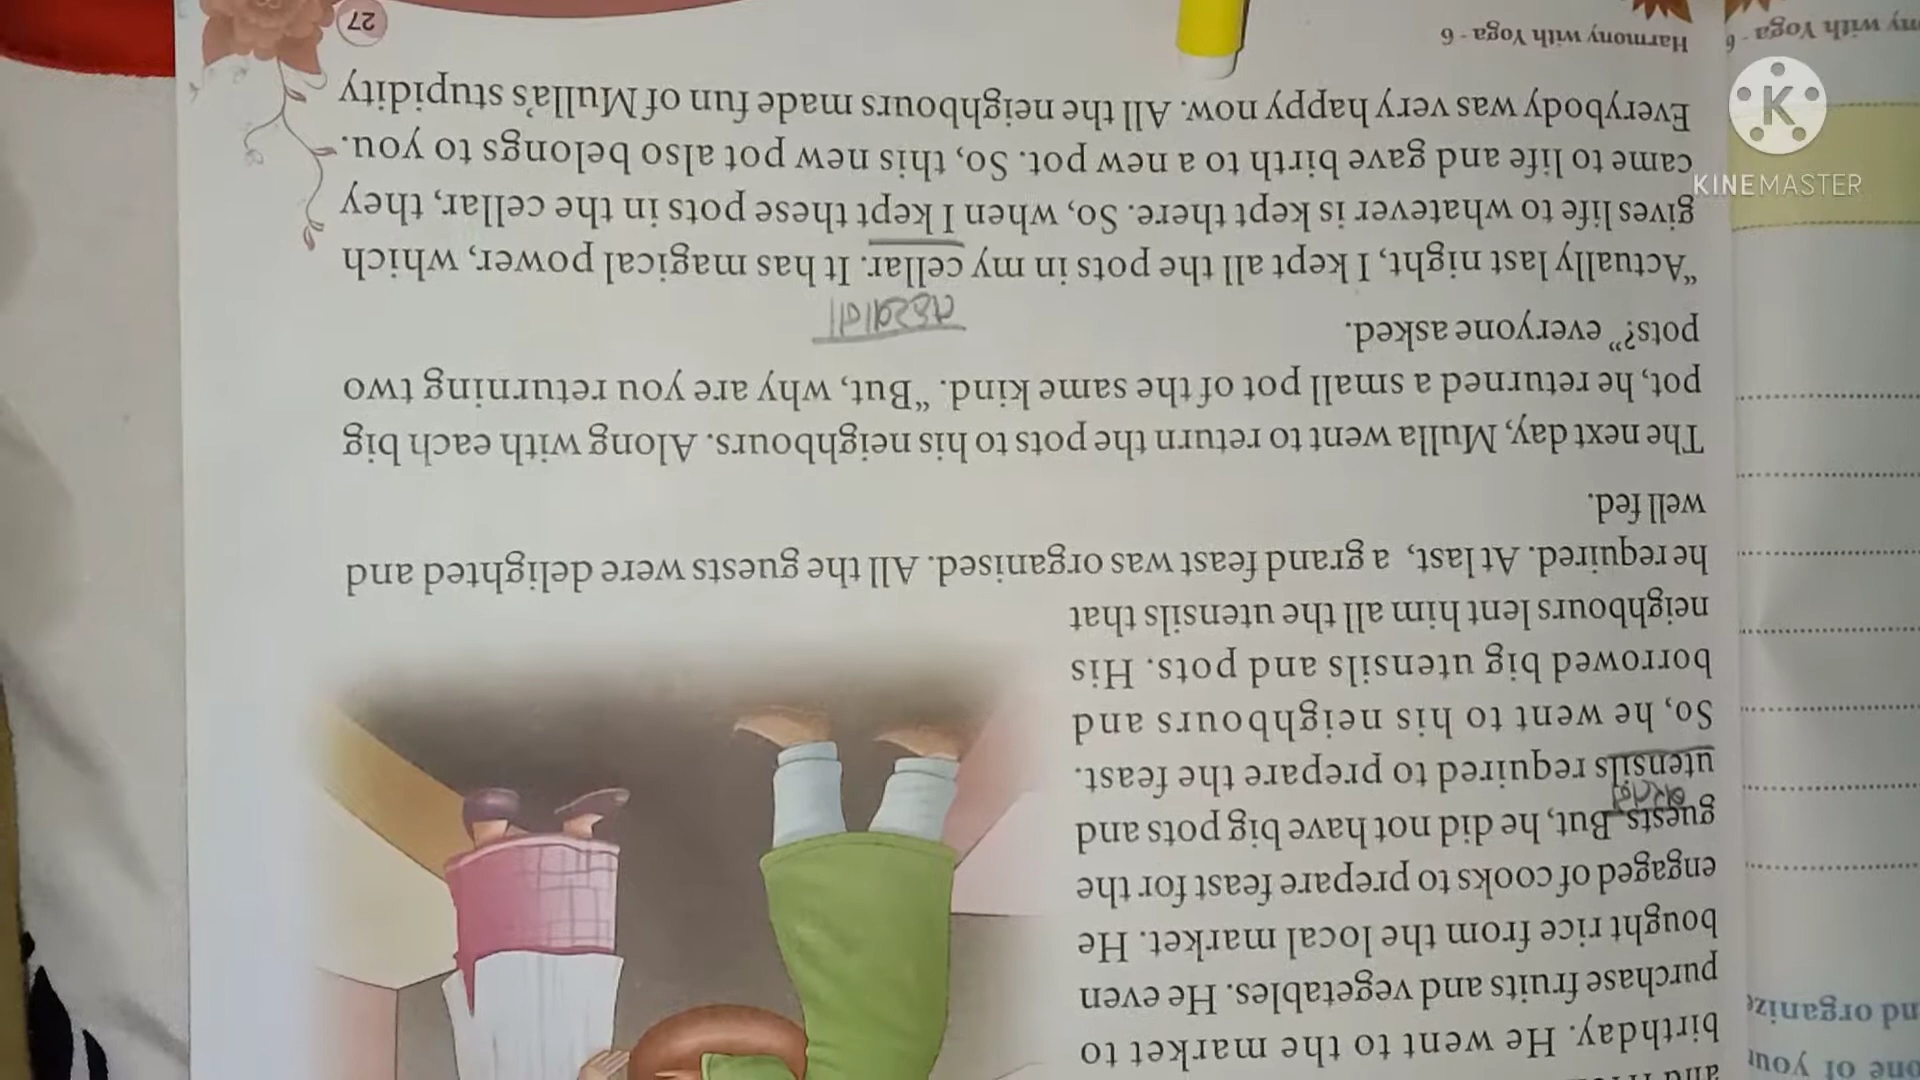 birthday. He went to the market to
purchase fruits and vegetables. He even
bought rice from the local market. He
engaged of cooks to prepare feast for the
guests. But, he did not have big pots and
utensils required to prepare the feast.
So, he went to his neighbours and
borrowed big utensils and pots. His
neighbours lent him all the utensils that
he required. At last, a grand feast was organised. All the guests were delighted and
well fed.
The next day, Mulla went to return the pots to his neighbours. Along with each big
pot, he returned a small pot of the same kind. "But, why are you returning two
pots?" everyone asked.
"Actually last night, I kept all the pots in my cellar. It has magical power, which
gives life to whatever is kept there. So, when I kept these pots in the cellar, they
came to life and gave birth to a new pot. So, this new pot also belongs to you.
Everybody was very happy now. All the neighbours made fun of Mulla's stupidity
Harmony with Yoga - 6
27
one of your
nd organize
ny with Yoga - 6
K
KINEMASTER